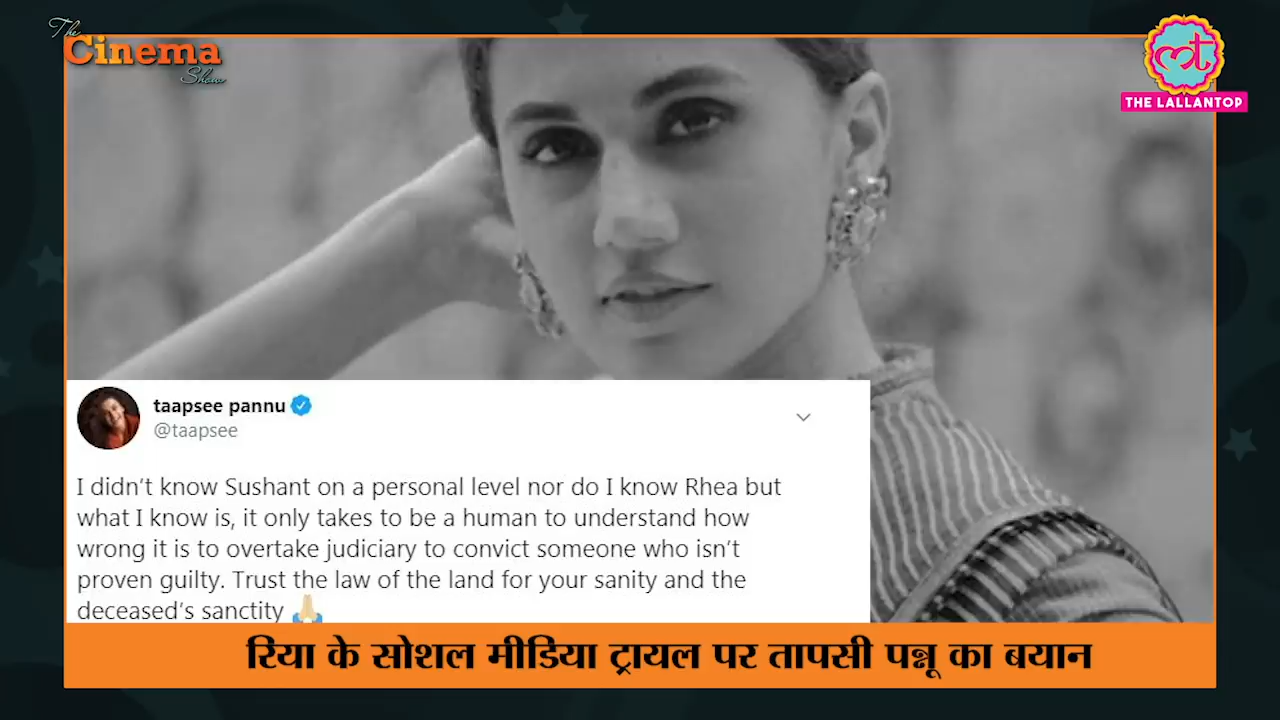 The
Cinema
Show
लT
THE LALLANTOP
taapsee pannu
@taapsee
I didn't know Sushant on a personal level nor do I know Rhea but
what I know is, it only takes to be a human to understand how
wrong it is to overtake judiciary to convict someone who isn't
proven guilty. Trust the law of the land for your sanity and the
deceased's sanctity 🙏🏼
रिया के सोशल मीडिया ट्रायल पर तापसी पन्नू का बयान